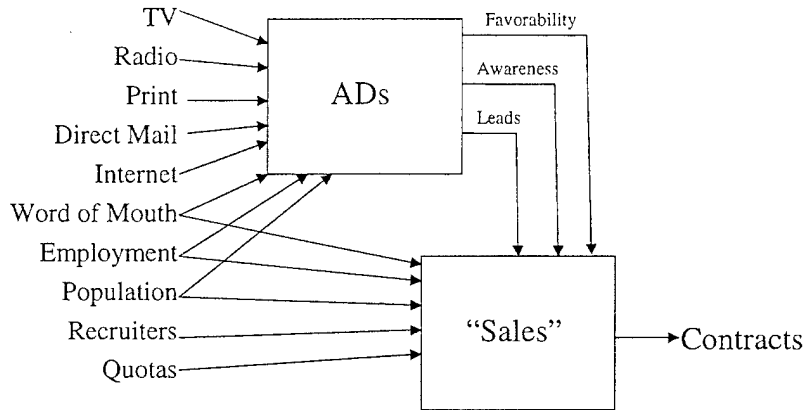 TV
Radio
Print
Direct Mail
Internet
Word of Mouth
Employment
Population
Recruiters
Quotas
ADs
Favorability
Awareness
Leads
“Sales”
Contracts